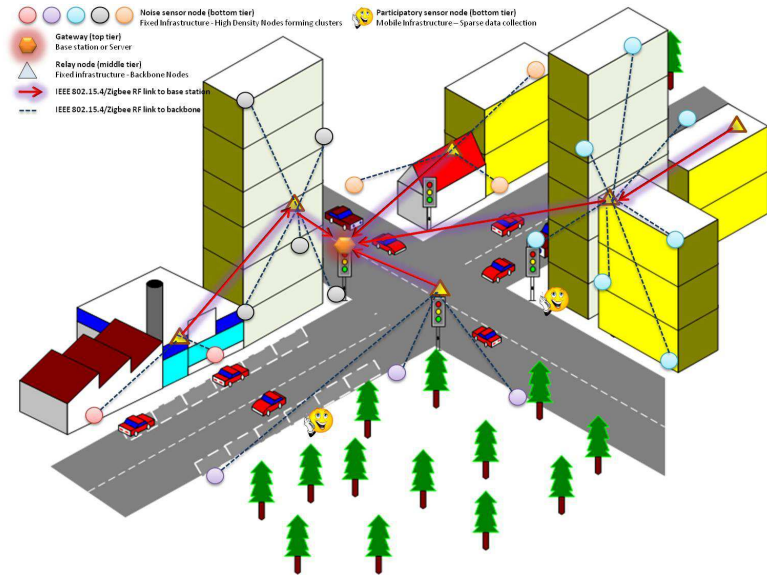 Noise sensor node (bottom tier)
Fixed Infrastructure - High Density Nodes forming clusters
Participatory sensor node (bottom tier)
Mobile Infrastructure – Sparse data collection
Gateway (top tier)
Base station or Server
Relay node (middle tier)
Fixed infrastructure - Backbone Nodes
IEEE 802.15.4/Zigbee RF link to base station
IEEE 802.15.4/Zigbee RF link to backbone